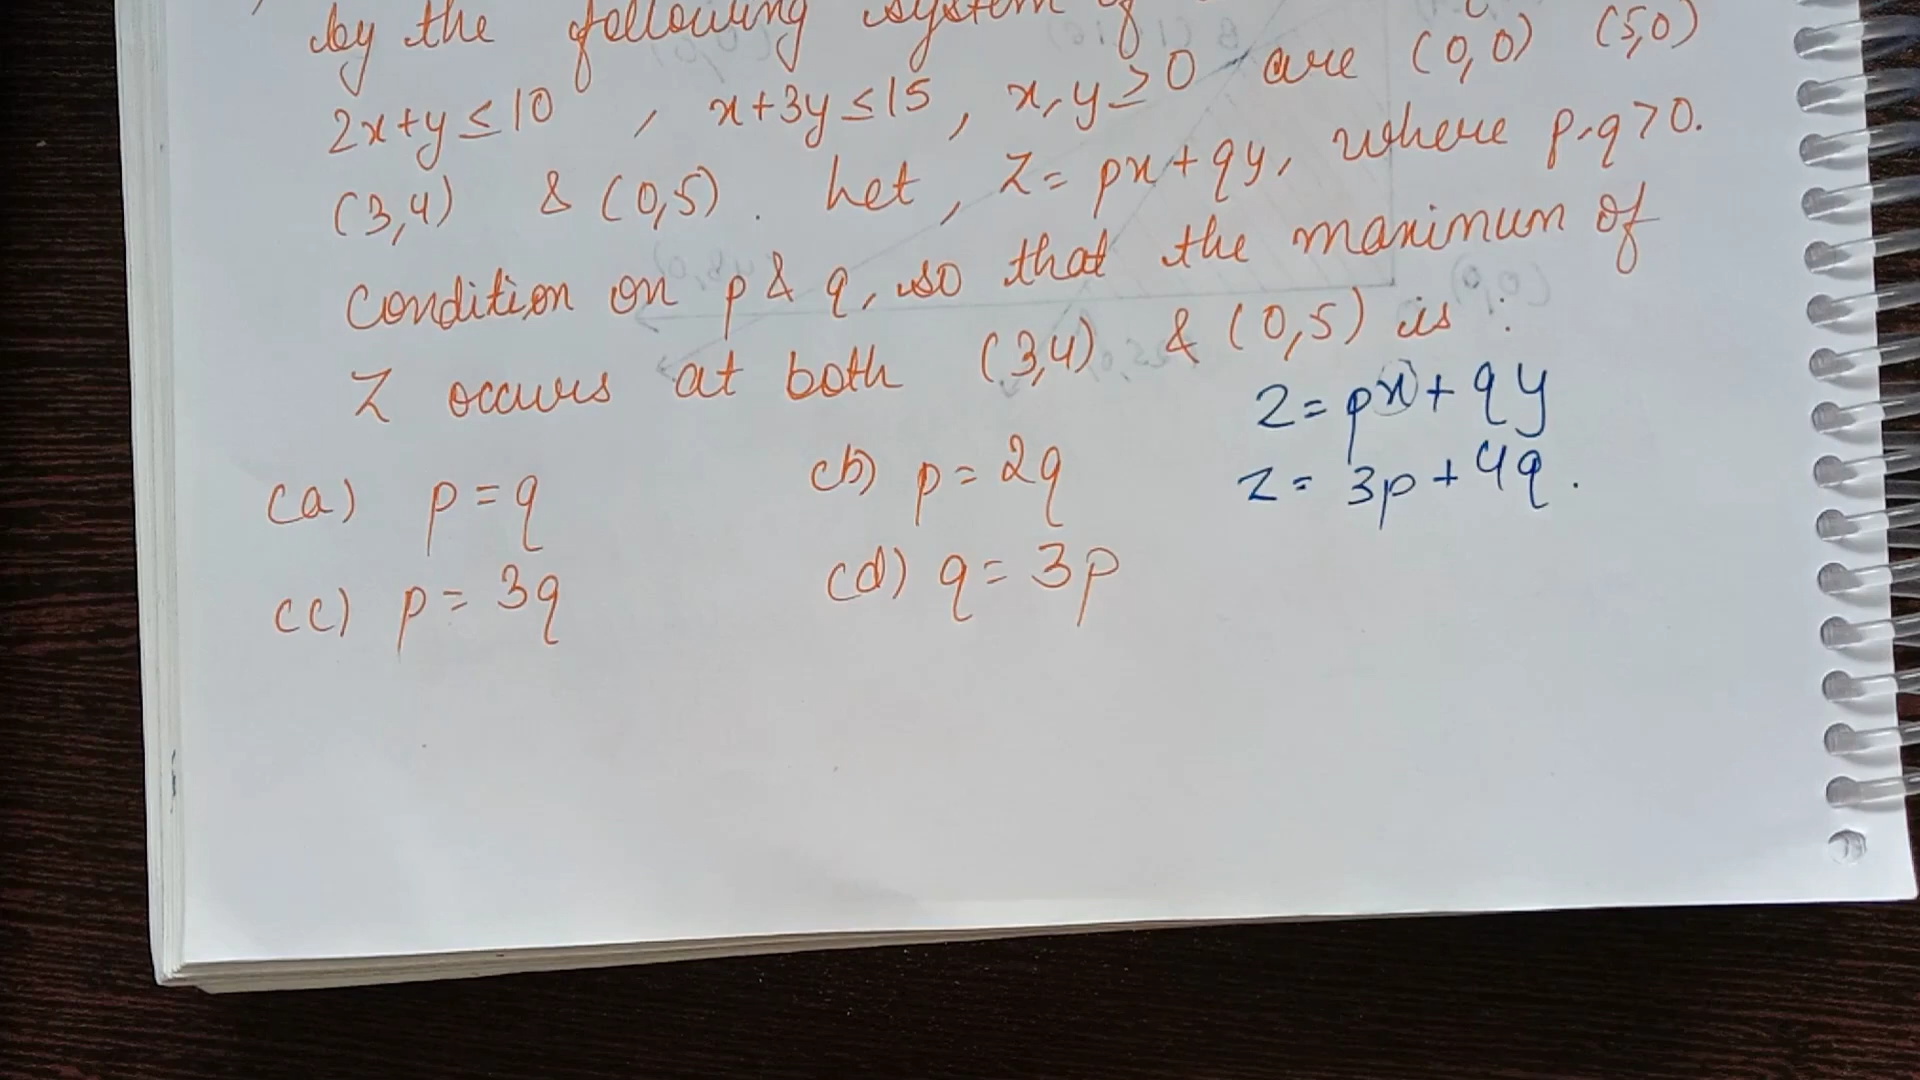 by the following system of
2x+y≤10, x+3y≤15, x,y≥0 are (0,0) (5,0)
(3,4) & (0,5). Let, Z= px+qy, where p,q>0.
Condition on p & q, so that the maximum of
Z occurs at both (3,4) & (0,5) is :
Z= px+qy
Z= 3p+4q.
(a) p=q (b) p=2q
(c) p=3q (d) q=3p